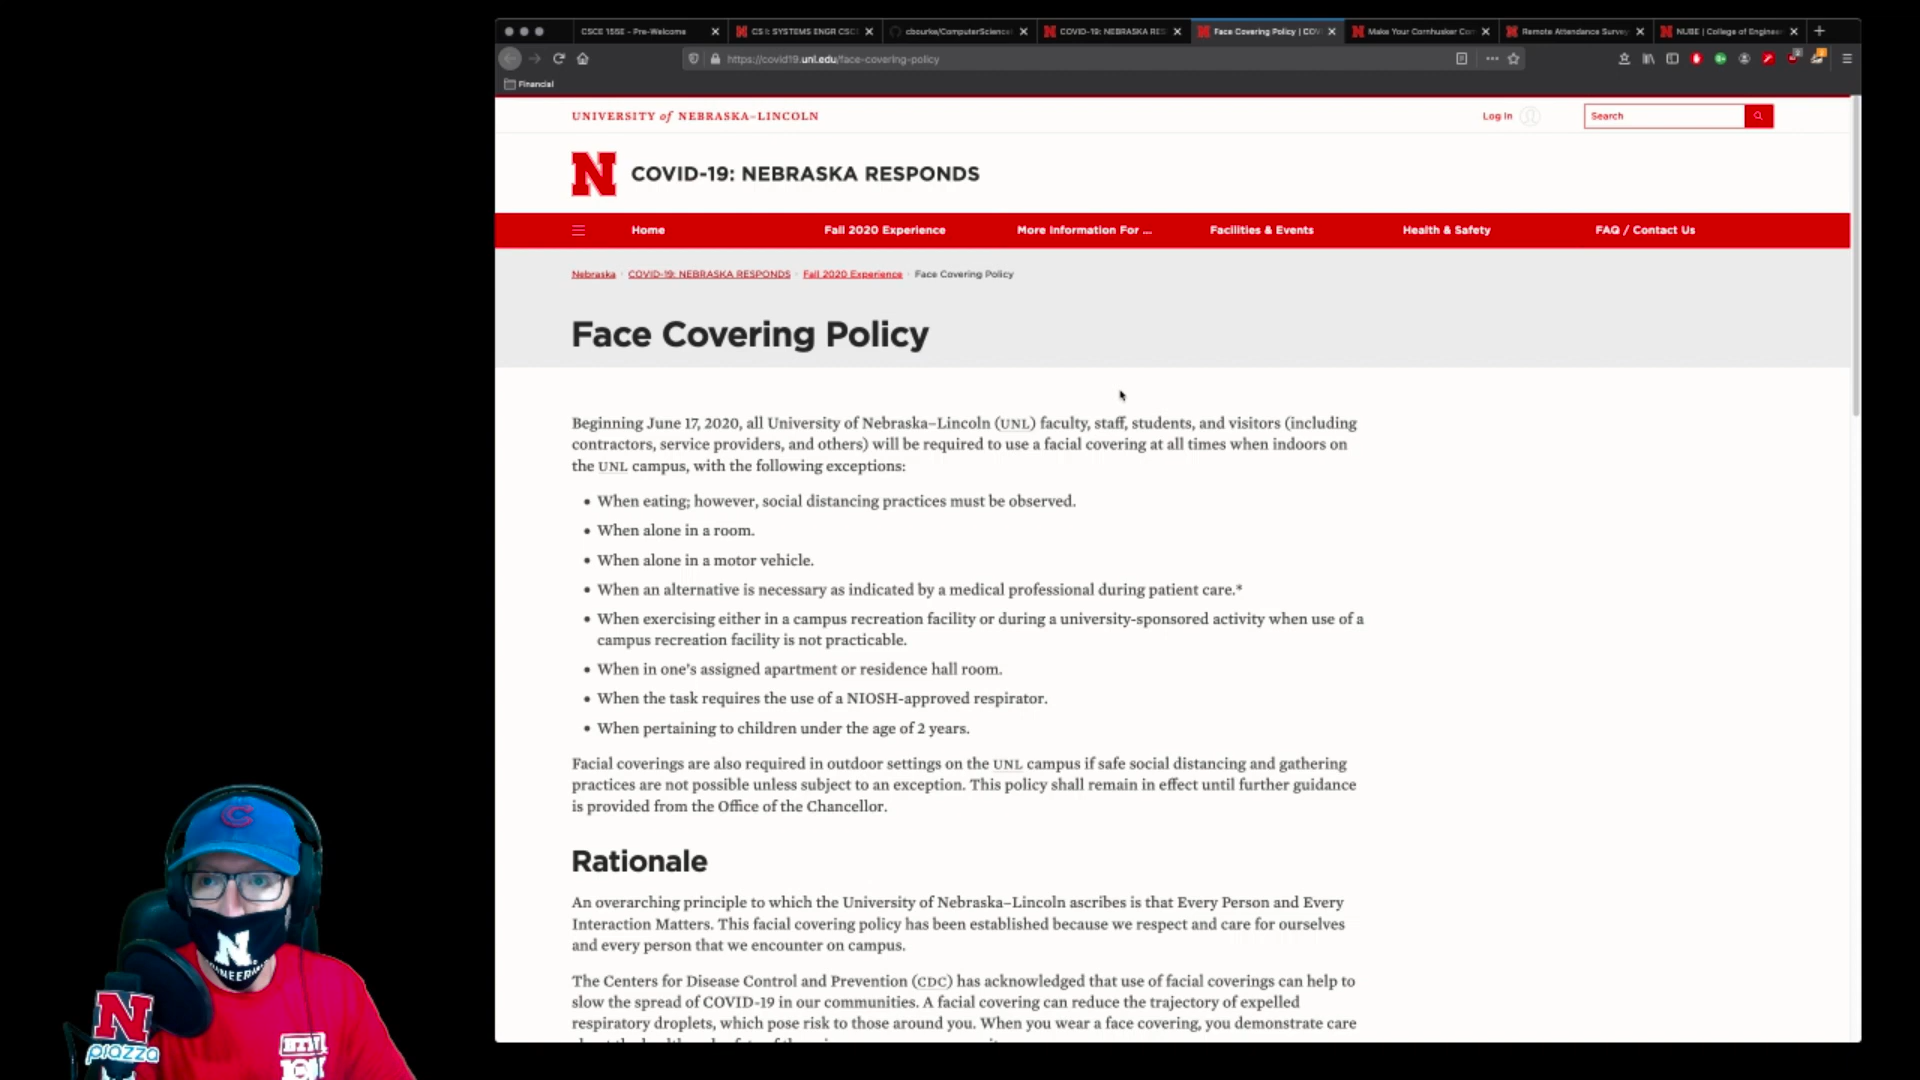 CSCE 155E - Pre-Welcome
CS I: SYSTEMS ENGR CSC
cbourke/ComputerScience
COVID-19: NEBRASKA RES
Face Covering Policy | COV
Make Your Cornhusker Com
Remote Attendance Survey
NUBE | College of Engineer
https://covid19.unl.edu/face-covering-policy
Financial
UNIVERSITY of NEBRASKA–LINCOLN
Log In
Search
N
COVID-19: NEBRASKA RESPONDS
Home
Fall 2020 Experience
More Information For ...
Facilities & Events
Health & Safety
FAQ / Contact Us
Nebraska
COVID-19: NEBRASKA RESPONDS
Fall 2020 Experience
Face Covering Policy
Face Covering Policy
Beginning June 17, 2020, all University of Nebraska–Lincoln (UNL) faculty, staff, students, and visitors (including
contractors, service providers, and others) will be required to use a facial covering at all times when indoors on
the UNL campus, with the following exceptions:
• When eating; however, social distancing practices must be observed.
• When alone in a room.
• When alone in a motor vehicle.
• When an alternative is necessary as indicated by a medical professional during patient care.*
• When exercising either in a campus recreation facility or during a university-sponsored activity when use of a
campus recreation facility is not practicable.
• When in one's assigned apartment or residence hall room.
• When the task requires the use of a NIOSH-approved respirator.
• When pertaining to children under the age of 2 years.
Facial coverings are also required in outdoor settings on the UNL campus if safe social distancing and gathering
practices are not possible unless subject to an exception. This policy shall remain in effect until further guidance
is provided from the Office of the Chancellor.
Rationale
An overarching principle to which the University of Nebraska–Lincoln ascribes is that Every Person and Every
Interaction Matters. This facial covering policy has been established because we respect and care for ourselves
and every person that we encounter on campus.
The Centers for Disease Control and Prevention (CDC) has acknowledged that use of facial coverings can help to
slow the spread of COVID-19 in our communities. A facial covering can reduce the trajectory of expelled
respiratory droplets, which pose risk to those around you. When you wear a face covering, you demonstrate care
C
N
N
piazza